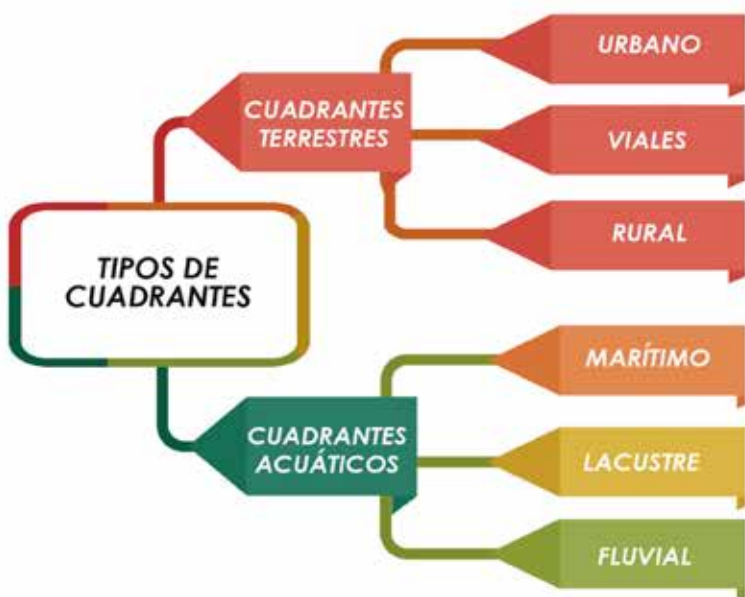 TIPOS DE
CUADRANTES
CUADRANTES
TERRESTRES
URBANO
VIALES
RURAL
CUADRANTES
ACUÁTICOS
MARÍTIMO
LACUSTRE
FLUVIAL